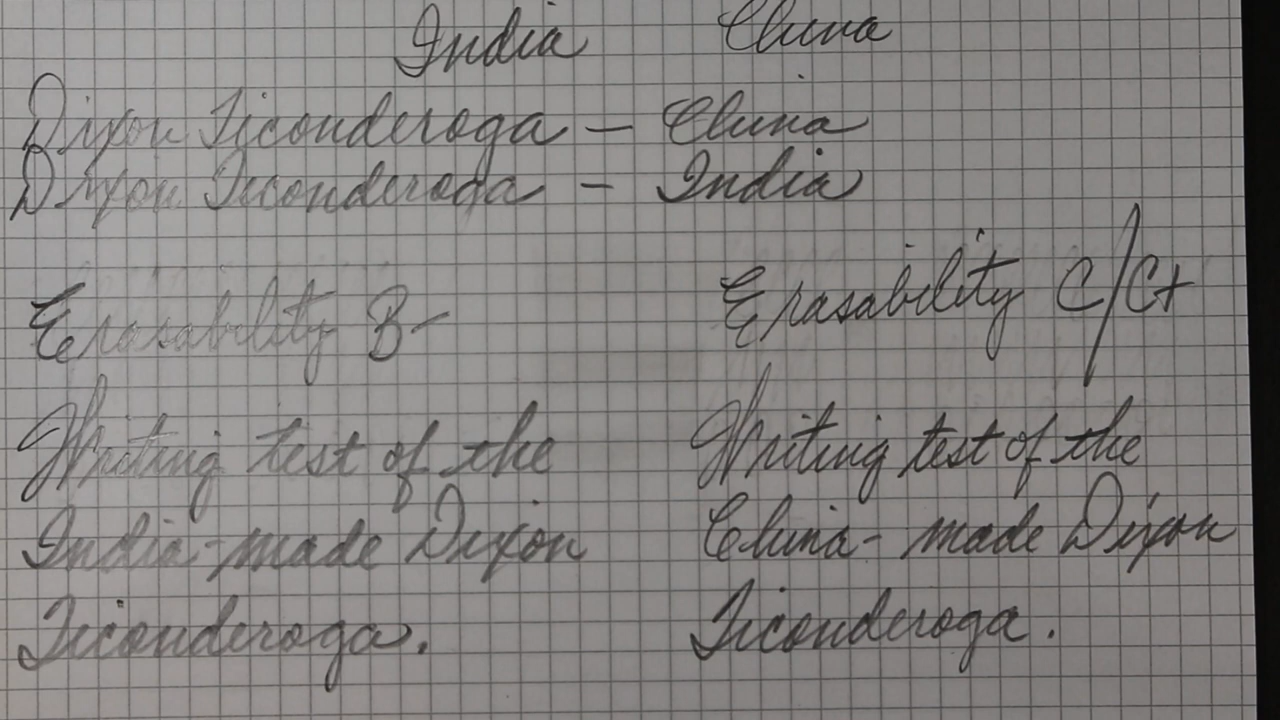 India China
Dixon Ticonderoga - China
Dixon Ticonderoga - India
Erasability B-
Erasability C/C+
Writing test of the
India-made Dixon
Ticonderoga.
Writing test of the
China-made Dixon
Ticonderoga.